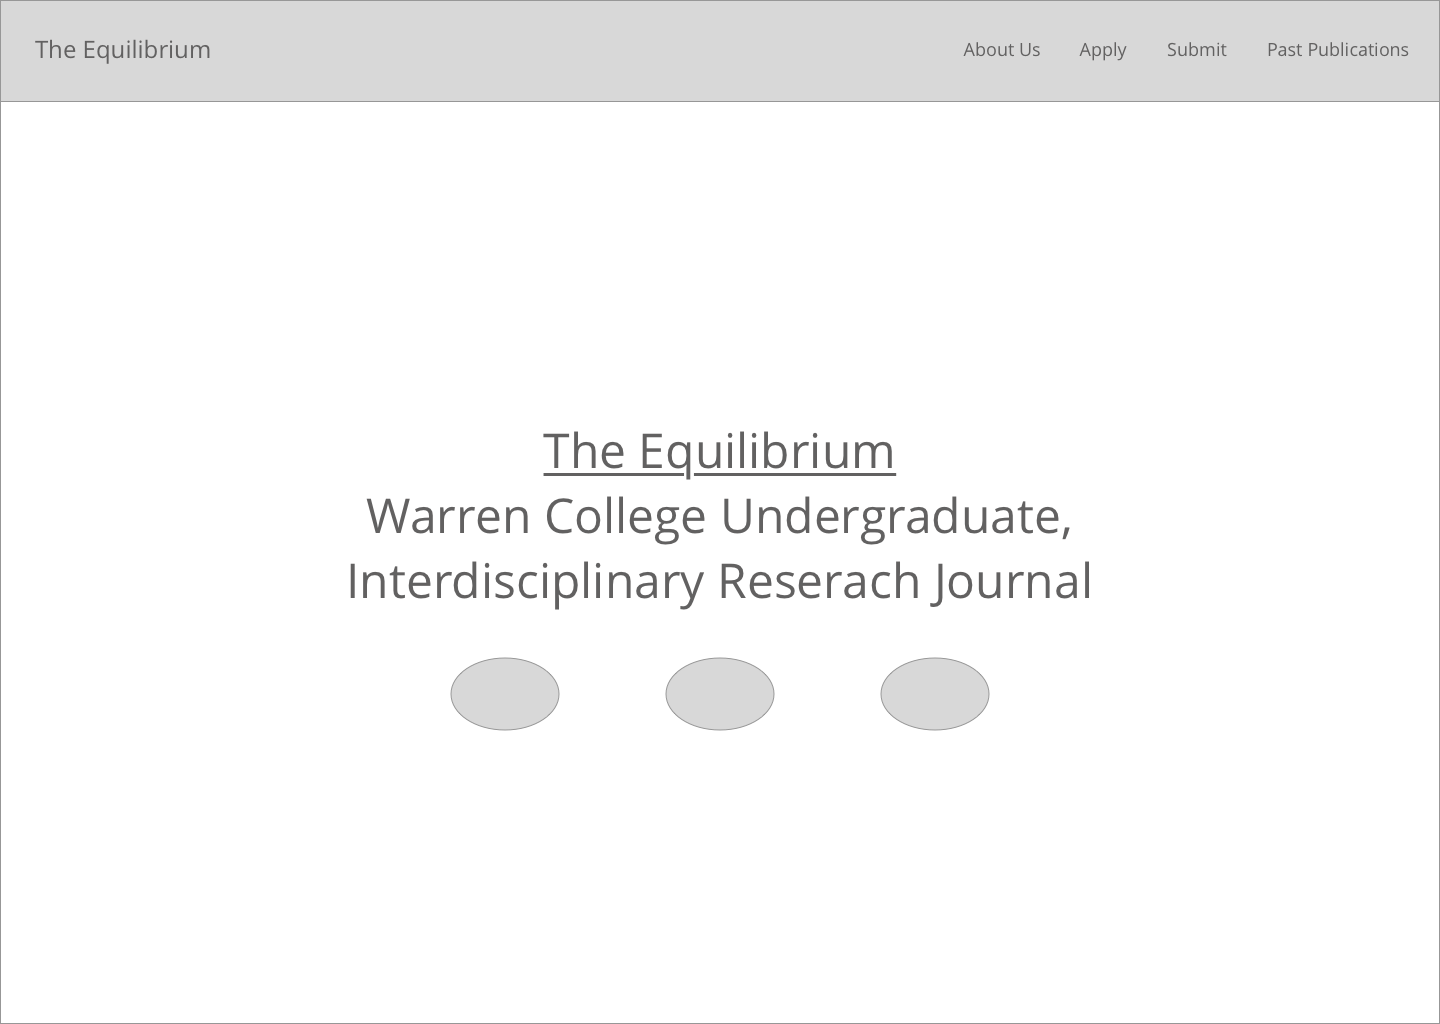 The Equilibrium
About Us
Apply
Submit
Past Publications
The Equilibrium
Warren College Undergraduate,
Interdisciplinary Reserach Journal